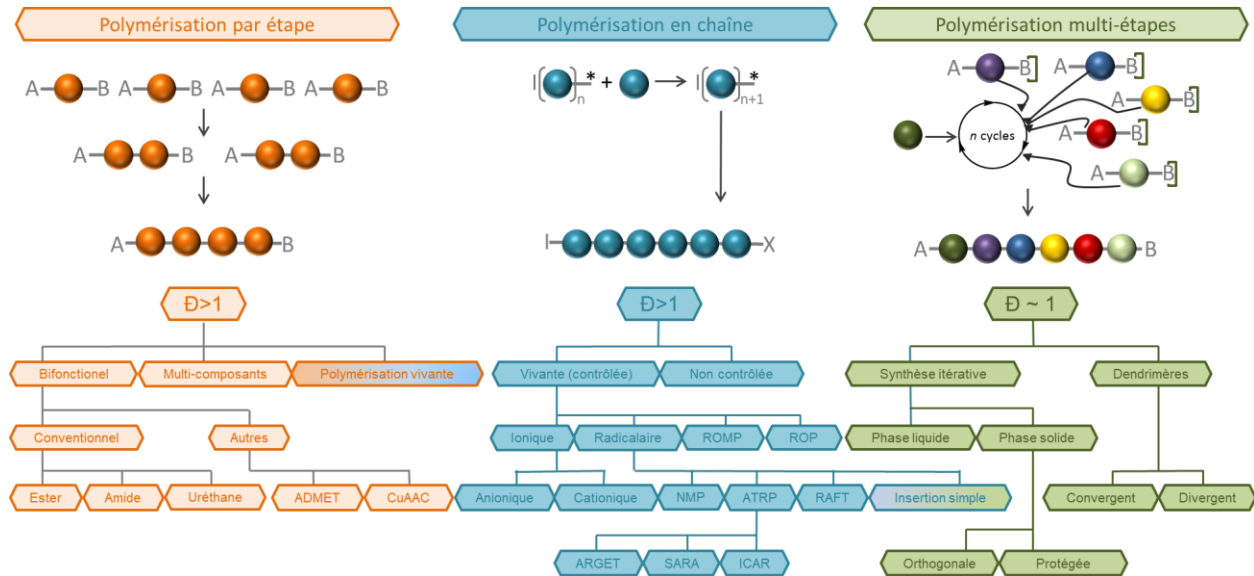 Polymérisation par étape
A B A B A B A B
A B A B
A B
Đ>1
Bifonctionel Multi-composants Polymérisation vivante
Conventionnel Autres
Ester Amide Uréthane ADMET CuAAC
Polymérisation en chaîne
I ( ) n * + I ( ) n+1 *
I X
Đ>1
Vivante (contrôlée) Non contrôlée
Ionique Radicalaire ROMP ROP
Anionique Cationique NMP ATRP RAFT Insertion simple
ARGET SARA ICAR
Polymérisation multi-étapes
A B] A B]
A B]
n cycles A B]
A B]
A B
Đ ~ 1
Synthèse itérative Dendrimères
Phase liquide Phase solide
Convergent Divergent
Orthogonale Protégée